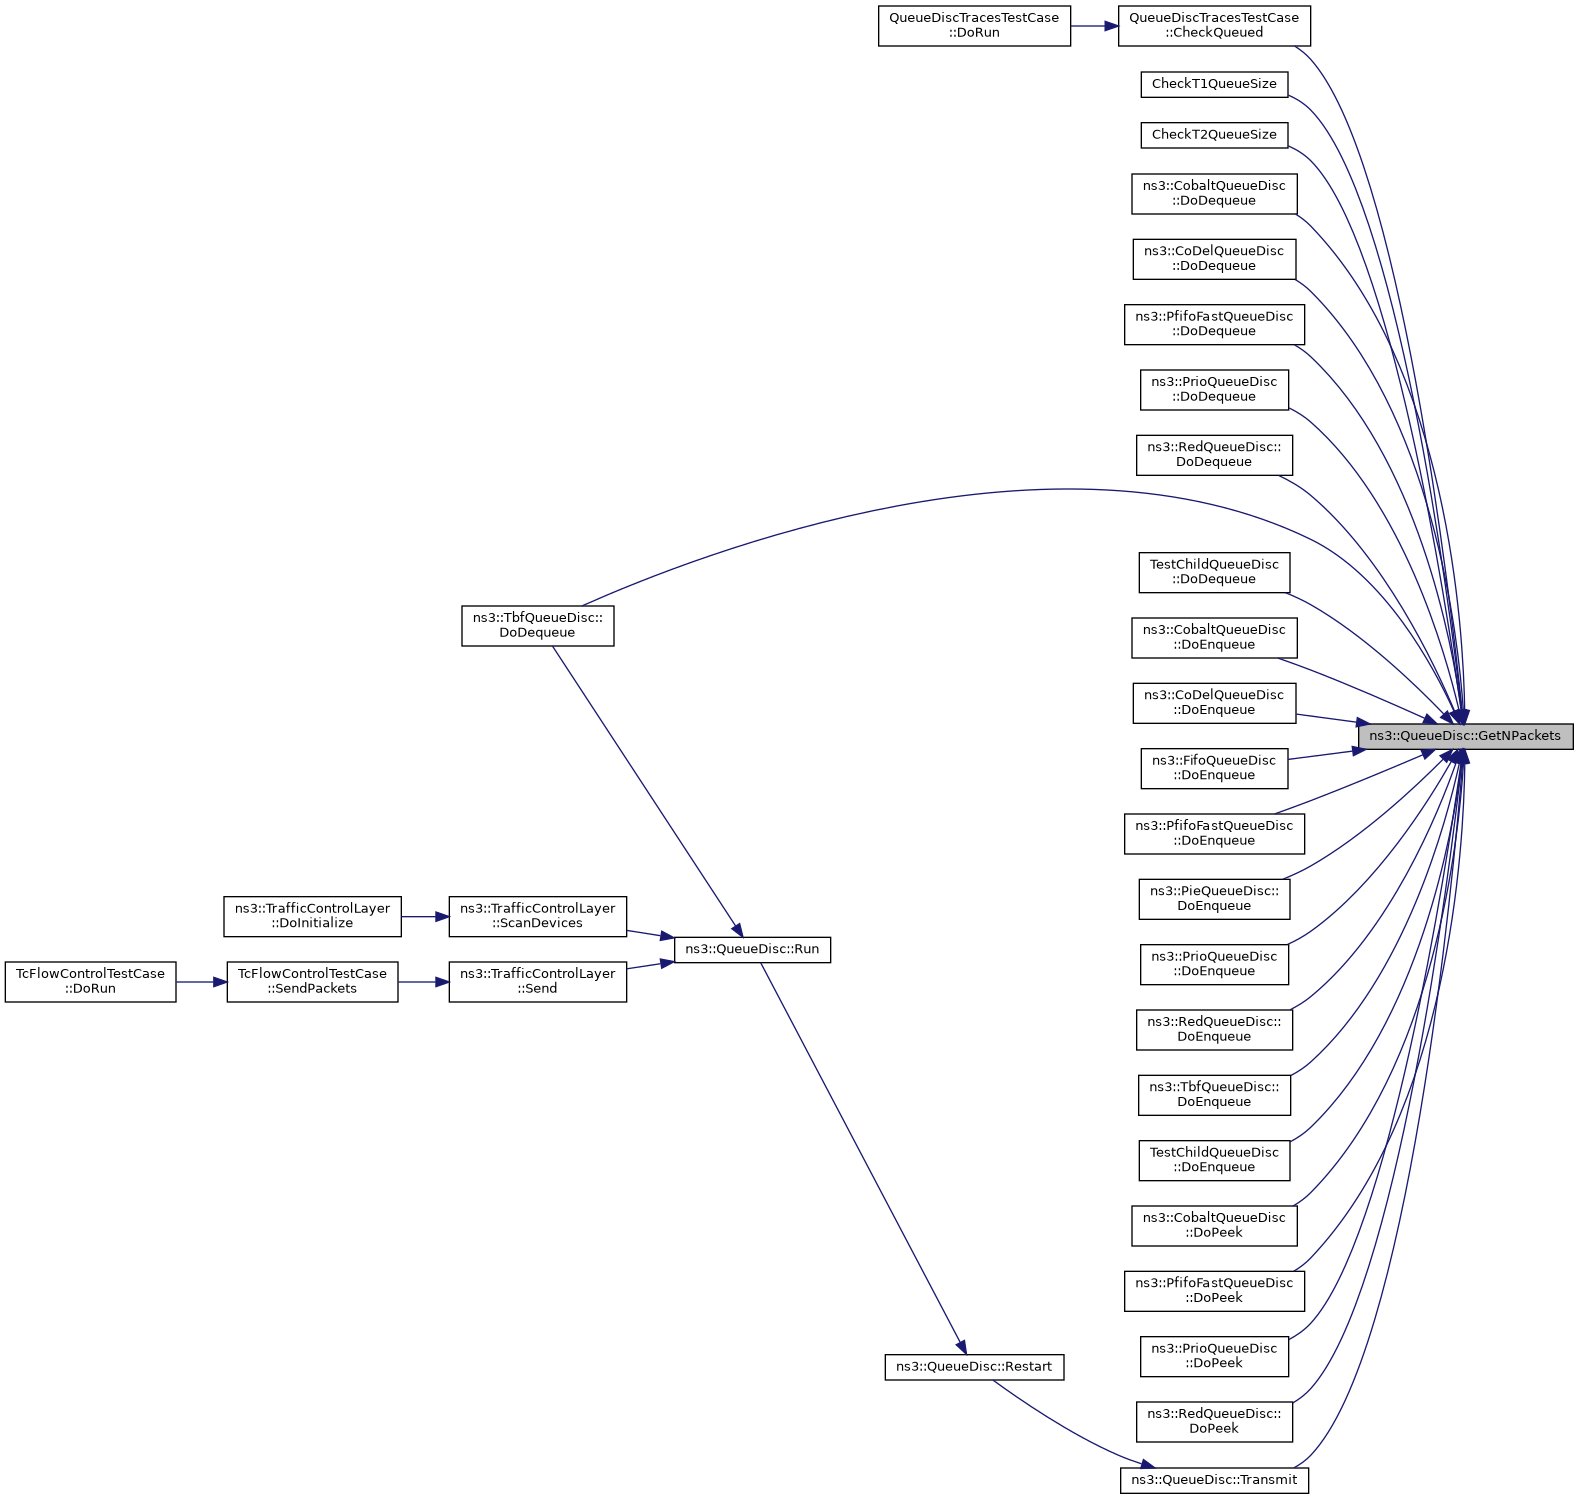 QueueDiscTracesTestCase
::DoRun
QueueDiscTracesTestCase
::CheckQueued
CheckT1QueueSize
CheckT2QueueSize
ns3::CobaltQueueDisc
::DoDequeue
ns3::CoDelQueueDisc
::DoDequeue
ns3::PfifoFastQueueDisc
::DoDequeue
ns3::PrioQueueDisc
::DoDequeue
ns3::RedQueueDisc::
DoDequeue
TestChildQueueDisc
::DoDequeue
ns3::TbfQueueDisc::
DoDequeue
ns3::CobaltQueueDisc
::DoEnqueue
ns3::CoDelQueueDisc
::DoEnqueue
ns3::QueueDisc::GetNPackets
ns3::FifoQueueDisc
::DoEnqueue
ns3::PfifoFastQueueDisc
::DoEnqueue
ns3::PieQueueDisc::
DoEnqueue
ns3::TrafficControlLayer
::DoInitialize
ns3::TrafficControlLayer
::ScanDevices
ns3::QueueDisc::Run
ns3::PrioQueueDisc
::DoEnqueue
TcFlowControlTestCase
::DoRun
TcFlowControlTestCase
::SendPackets
ns3::TrafficControlLayer
::Send
ns3::RedQueueDisc::
DoEnqueue
ns3::TbfQueueDisc::
DoEnqueue
TestChildQueueDisc
::DoEnqueue
ns3::CobaltQueueDisc
::DoPeek
ns3::PfifoFastQueueDisc
::DoPeek
ns3::PrioQueueDisc
::DoPeek
ns3::QueueDisc::Restart
ns3::RedQueueDisc::
DoPeek
ns3::QueueDisc::Transmit